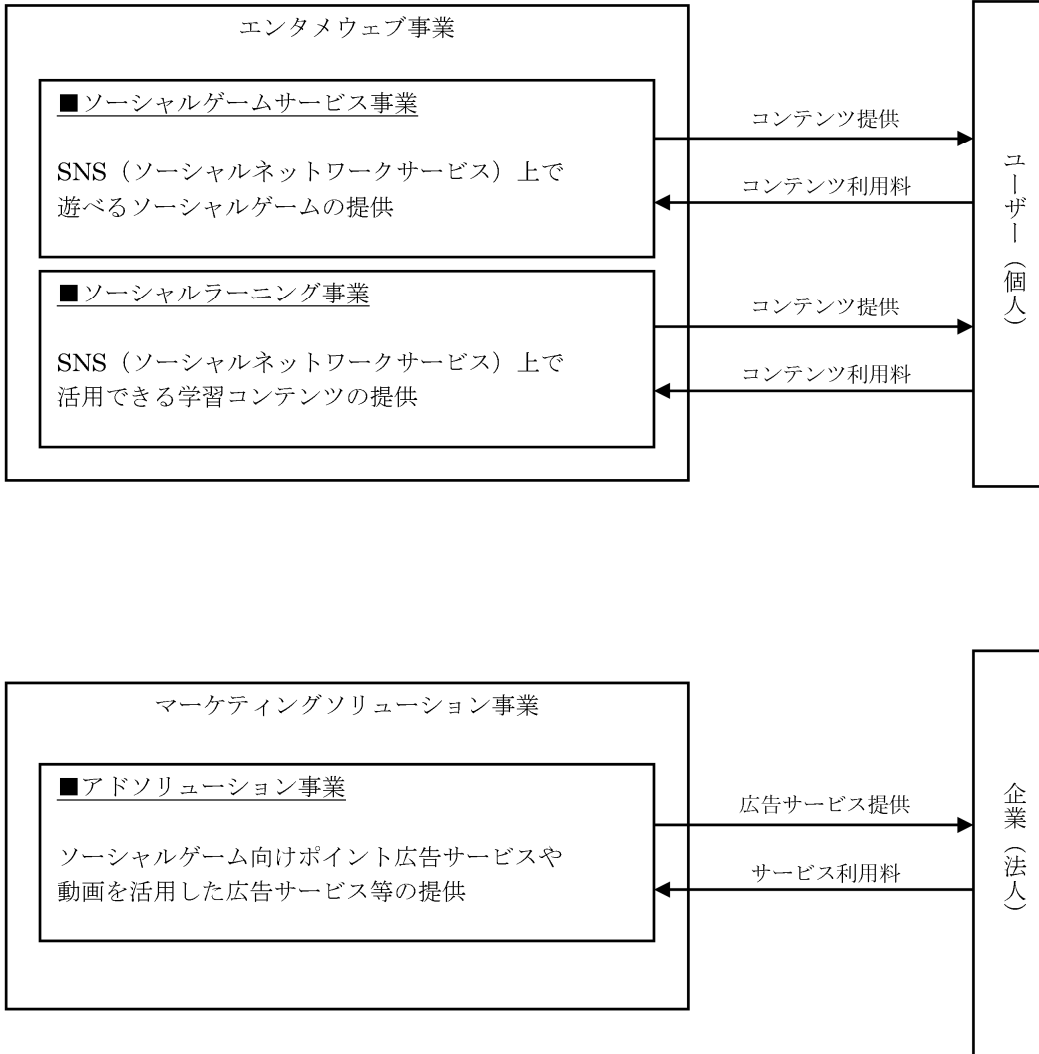 エンタメウェブ事業
■ソーシャルゲームサービス事業
SNS（ソーシャルネットワークサービス）上で
遊べるソーシャルゲームの提供
コンテンツ提供
コンテンツ利用料
■ソーシャルラーニング事業
SNS（ソーシャルネットワークサービス）上で
活用できる学習コンテンツの提供
コンテンツ提供
コンテンツ利用料
ユーザー（個人）
マーケティングソリューション事業
■アドソリューション事業
ソーシャルゲーム向けポイント広告サービスや
動画を活用した広告サービス等の提供
広告サービス提供
サービス利用料
企業（法人）